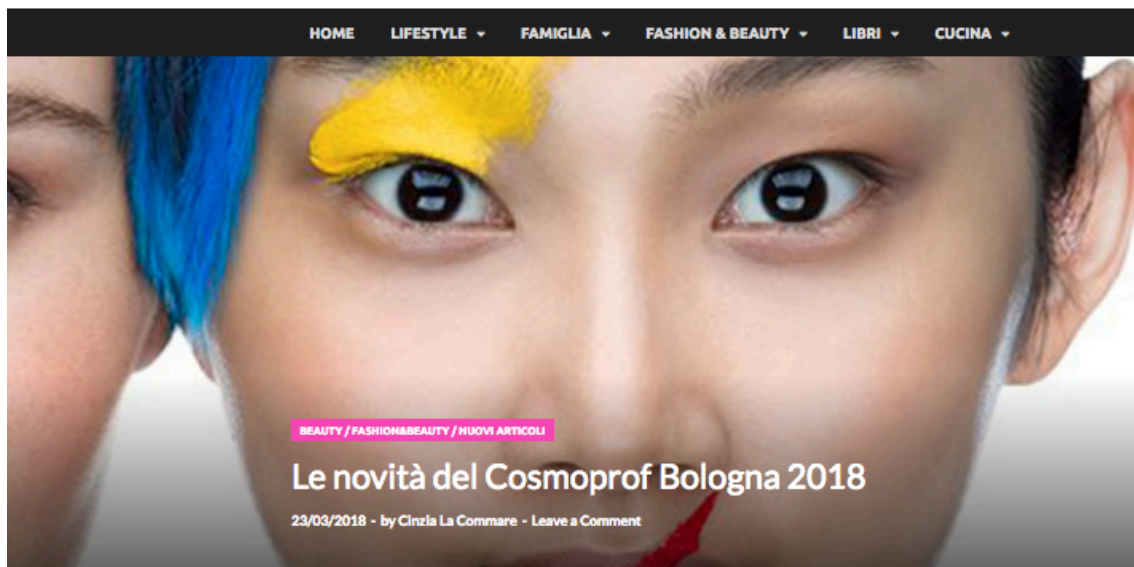 HOME LIFESTYLE FAMIGLIA FASHION & BEAUTY LIBRI CUCINA
BEAUTY / FASHION&BEAUTY / NUOVI ARTICOLI
Le novità del Cosmoprof Bologna 2018
23/03/2018 - by Cinzia La Commare - Leave a Comment